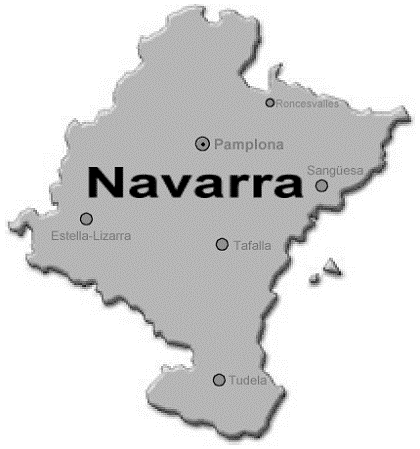 Roncesvalles
Pamplona
Sangüesa
Navarra
Estella-Lizarra
Tafalla
Tudela